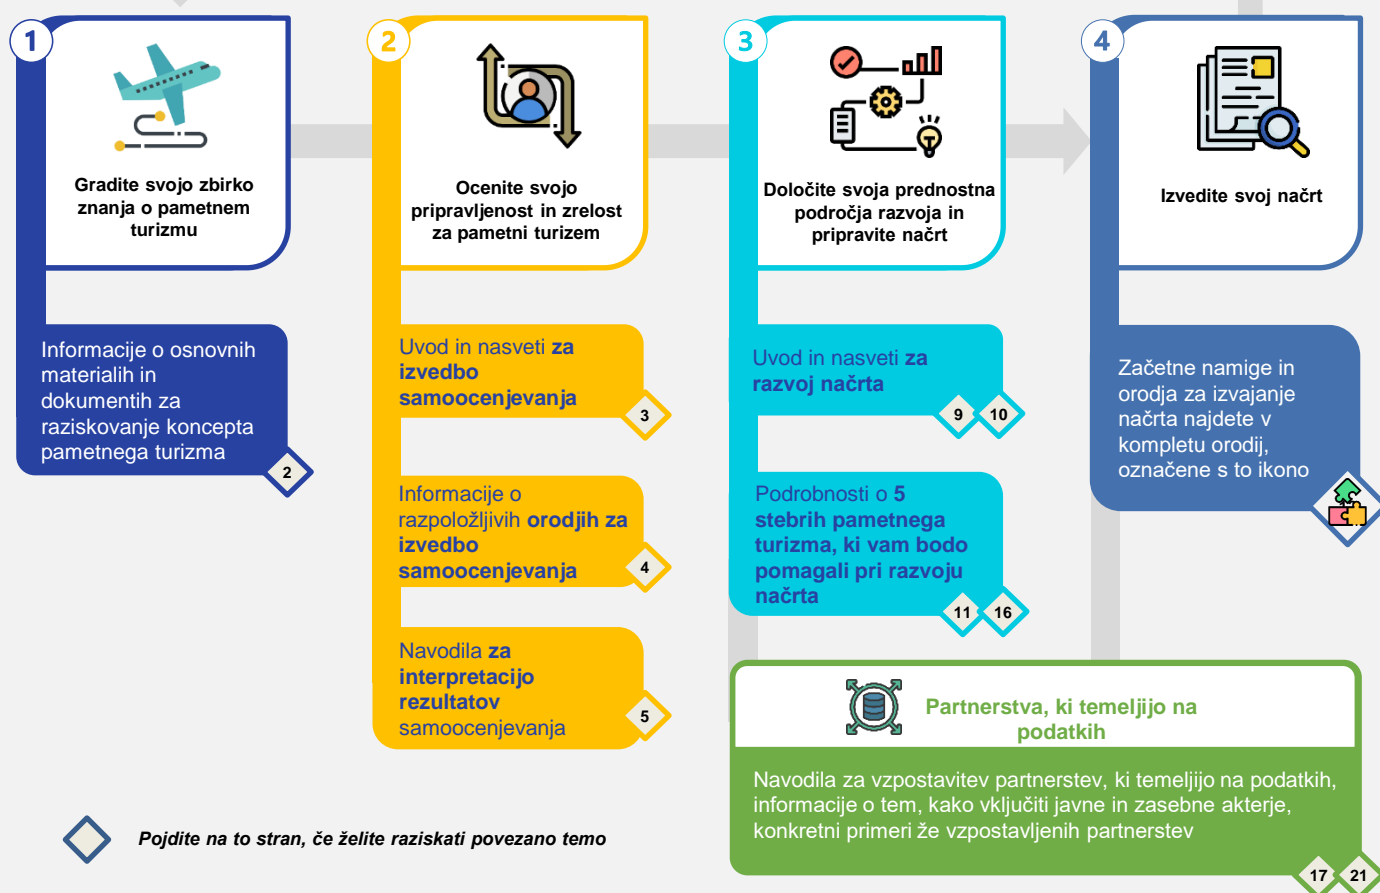 1
Gradite svojo zbirko
znanja o pametnem
turizmu
Informacije o osnovnih
materialih in
dokumentih za
raziskovanje koncepta
pametnega turizma
2
2
Ocenite svojo
pripravljenost in zrelost
za pametni turizem
Uvod in nasveti za
izvedbo
samoocenjevanja
3
Informacije o
razpoložljivih orodjih za
izvedbo
samoocenjevanja
4
Navodila za
interpretacijo
rezultatov
samoocenjevanja
5
3
Določite svoja prednostna
področja razvoja in
pripravite načrt
Uvod in nasveti za
razvoj načrta
9 10
Podrobnosti o 5
stebrih pametnega
turizma, ki vam bodo
pomagali pri razvoju
načrta
11 16
4
Izvedite svoj načrt
Začetne namige in
orodja za izvajanje
načrta najdete v
kompletu orodij,
označene s to ikono
Partnerstva, ki temeljijo na
podatkih
Navodila za vzpostavitev partnerstev, ki temeljijo na podatkih,
informacije o tem, kako vključiti javne in zasebne akterje,
konkretni primeri že vzpostavljenih partnerstev
17 21
Pojdite na to stran, če želite raziskati povezano temo